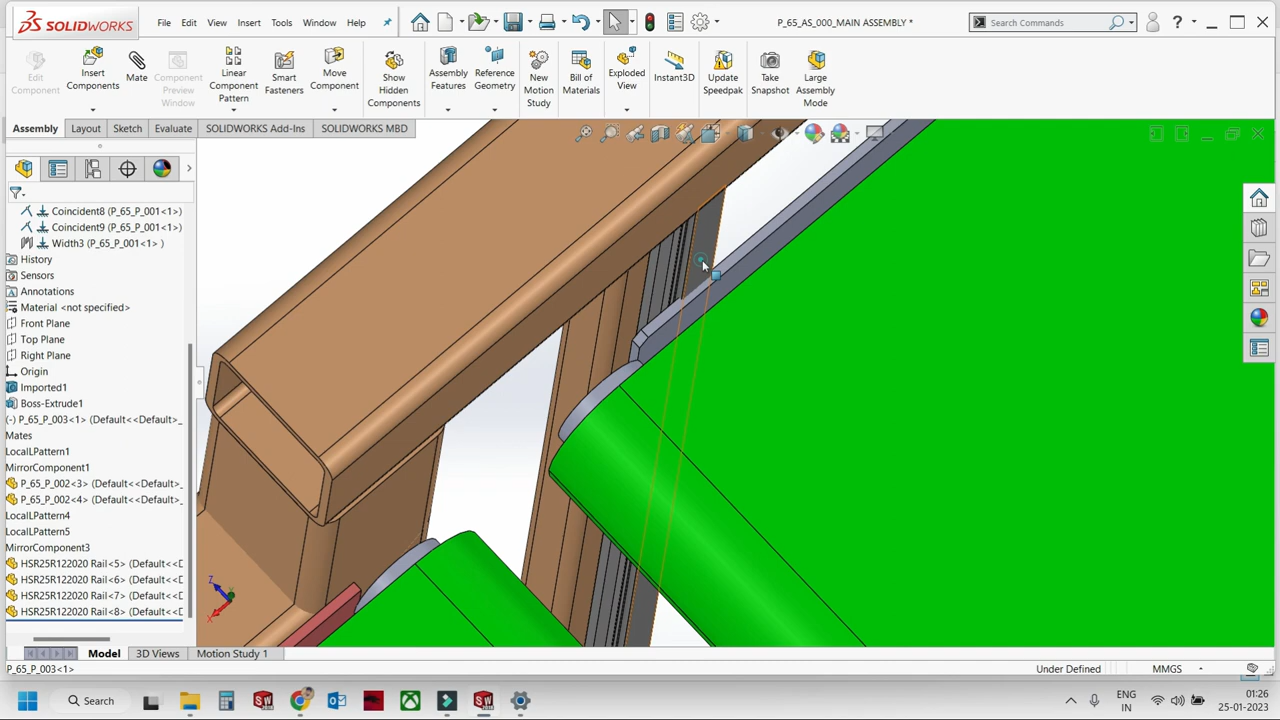 SOLIDWORKS
File Edit View Insert Tools Window Help
P_65_AS_000_MAIN ASSEMBLY *
Search Commands
?
Edit Component
Insert Components
Mate
Component Preview Window
Linear Component Pattern
Smart Fasteners
Move Component
Show Hidden Components
Assembly Features
Reference Geometry
New Motion Study
Bill of Materials
Exploded View
Instant3D
Update Speedpak
Take Snapshot
Large Assembly Mode
Assembly Layout Sketch Evaluate SOLIDWORKS Add-Ins SOLIDWORKS MBD
Coincident8 (P_65_P_001<1>)
Coincident9 (P_65_P_001<1>)
Width3 (P_65_P_001<1> )
History
Sensors
Annotations
Material <not specified>
Front Plane
Top Plane
Right Plane
Origin
Imported1
Boss-Extrude1
(-) P_65_P_003<1> (Default<<Default>_
Mates
LocalLPattern1
MirrorComponent1
P_65_P_002<3> (Default<<Default>_
P_65_P_002<4> (Default<<Default>_
LocalLPattern4
LocalLPattern5
MirrorComponent3
HSR25R122020 Rail<5> (Default<<D
HSR25R122020 Rail<6> (Default<<D
HSR25R122020 Rail<7> (Default<<D
HSR25R122020 Rail<8> (Default<<D
Z
X
Model 3D Views Motion Study 1
P_65_P_003<1>
Under Defined MMGS
Search
ENG
IN
01:26
25-01-2023